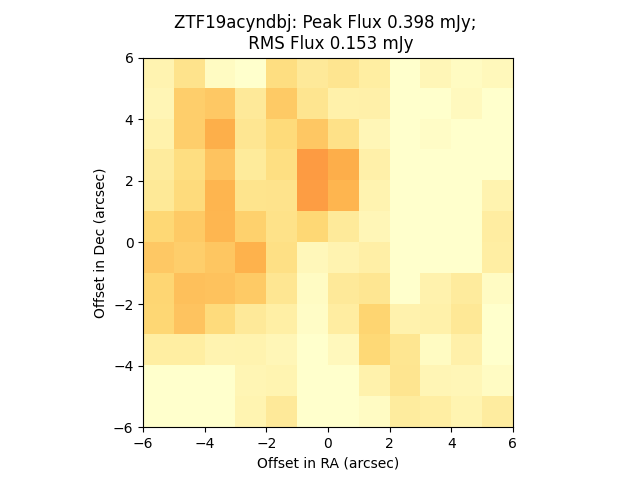 ZTF19acyndbj: Peak Flux 0.398 mJy;
RMS Flux 0.153 mJy
6
4
2
0
−2
−4
−6
Offset in Dec (arcsec)
−6 −4 −2 0 2 4 6
Offset in RA (arcsec)